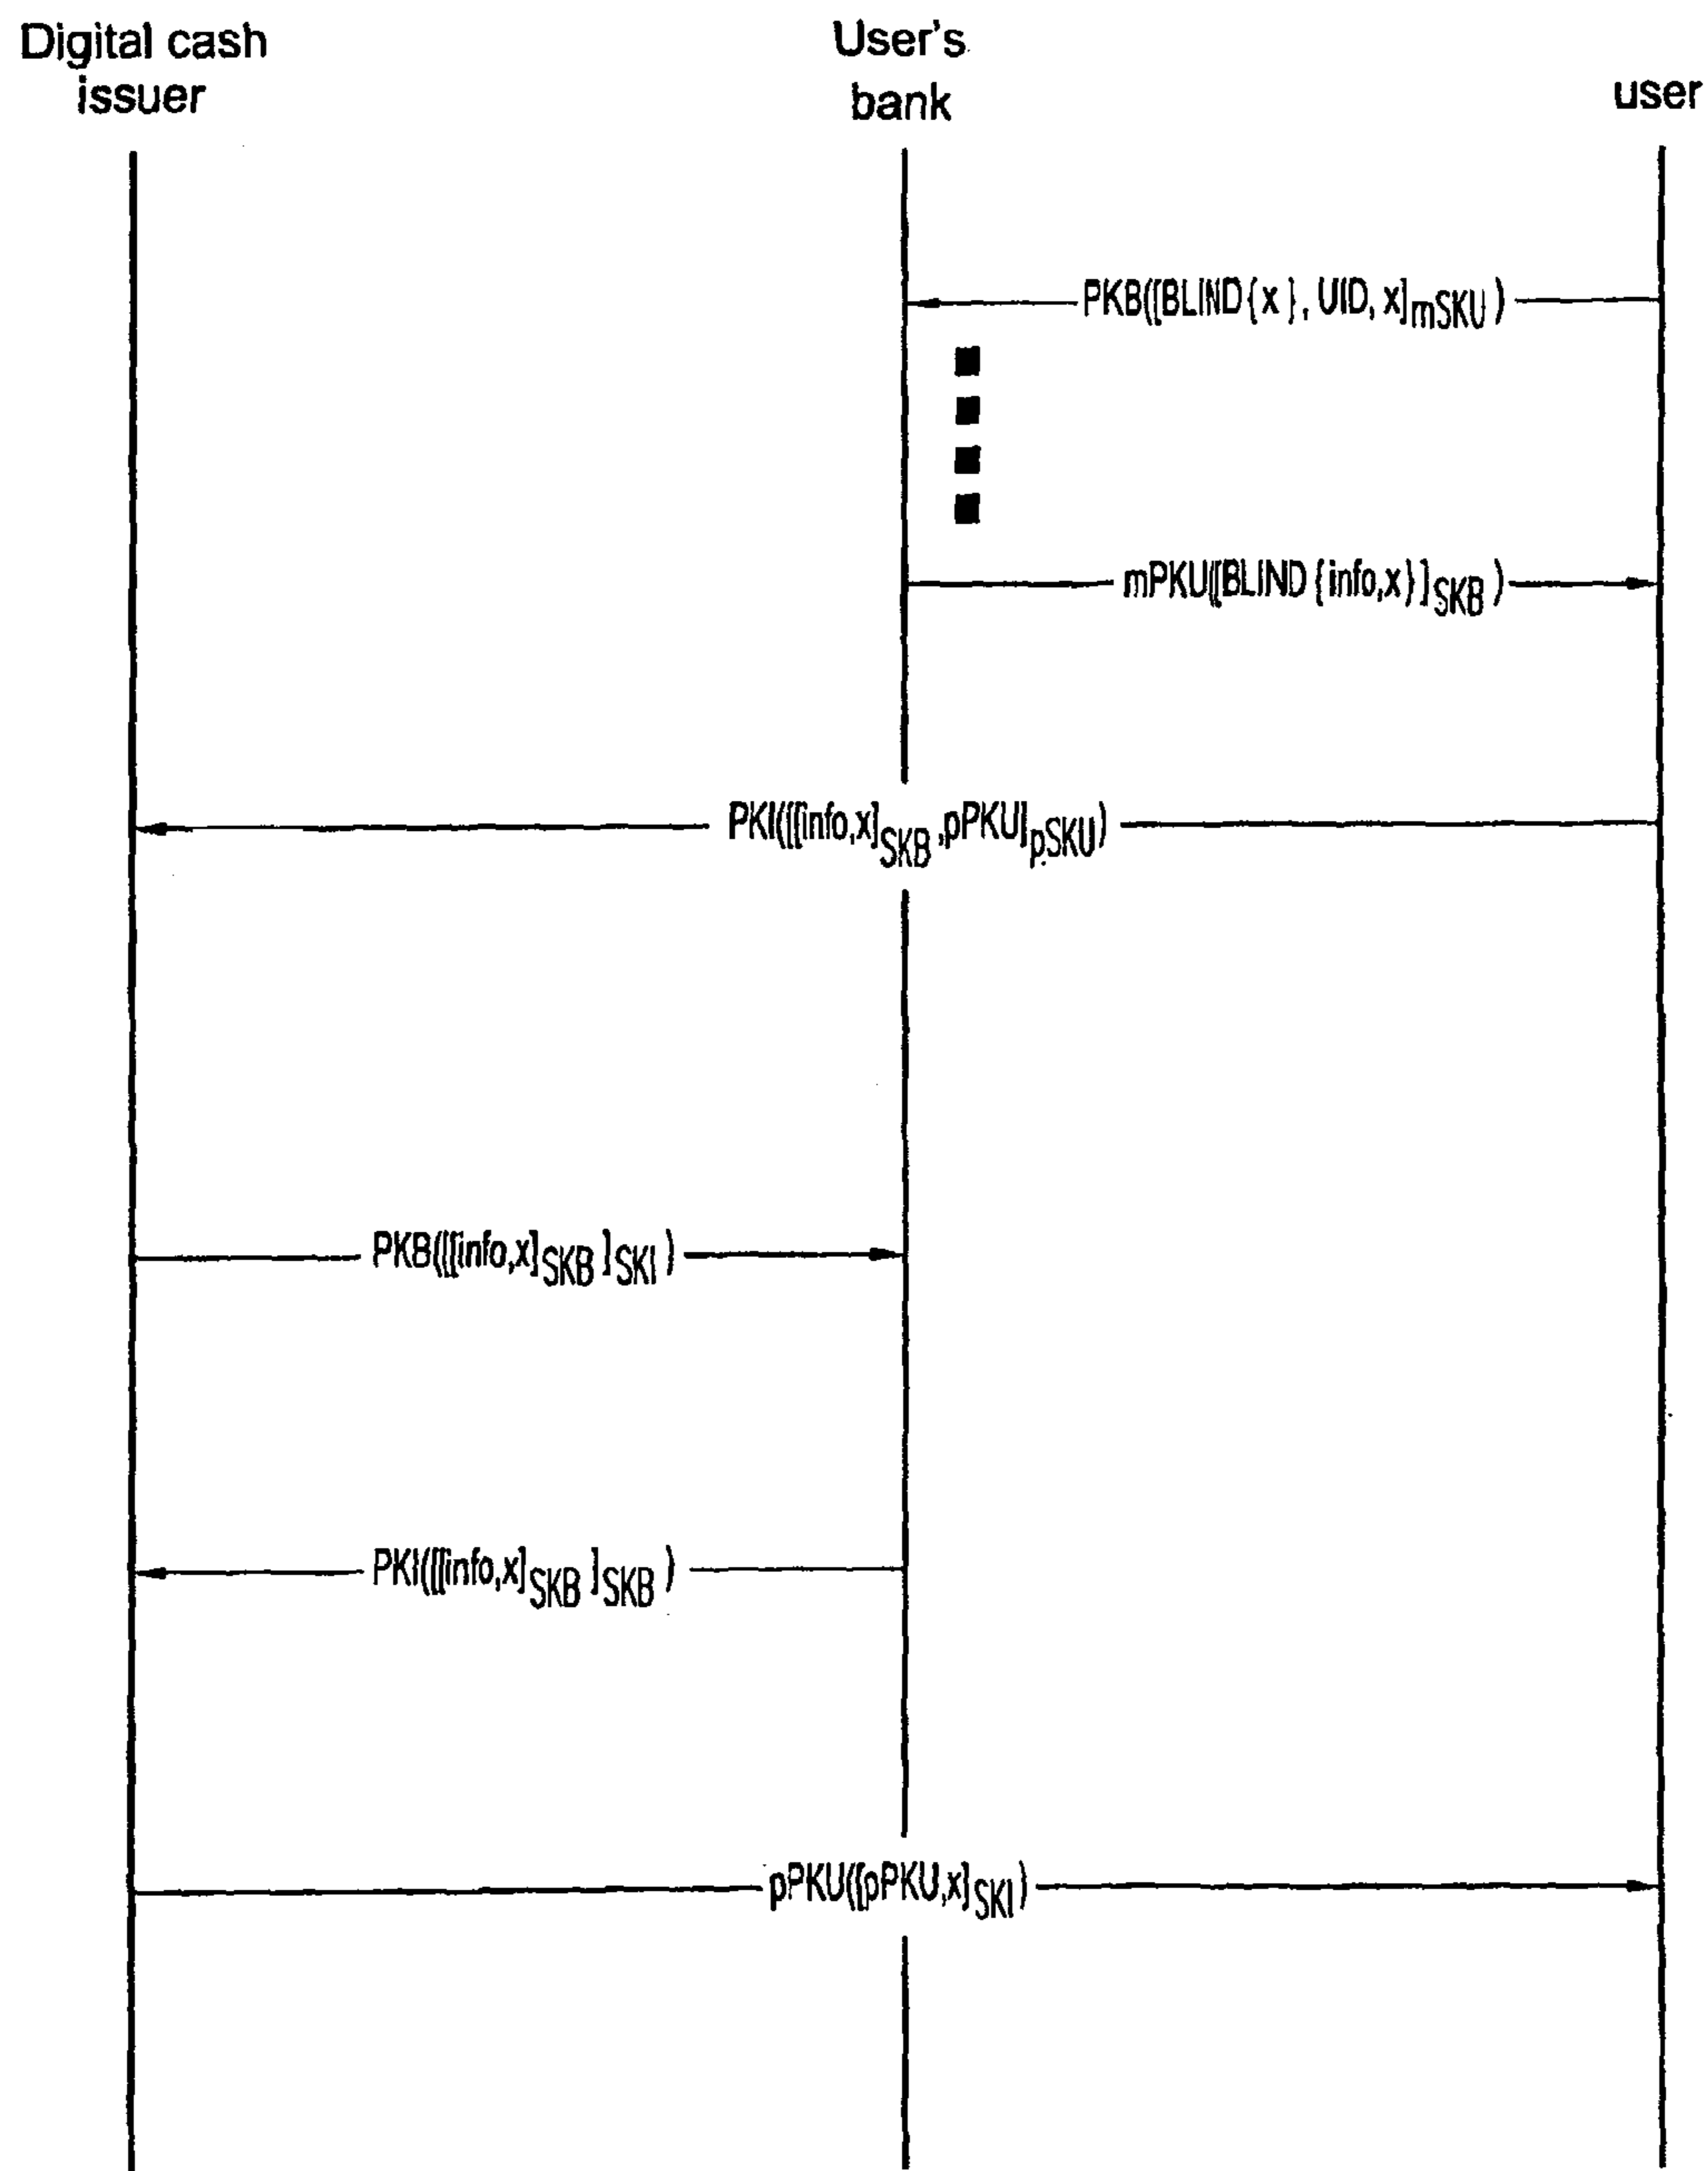 Digital cash
issuer
User's
bank
user
PKB([BLIND{x}, UID, x]mSKU)
mPKU([BLIND{info,x}]SKB)
PKI([[info,x]SKB,pPKU]pSKU)
PKB([[info,x]SKB]SKI)
PKI([[info,x]SKB]SKB)
pPKU([pPKU,x]SKI)